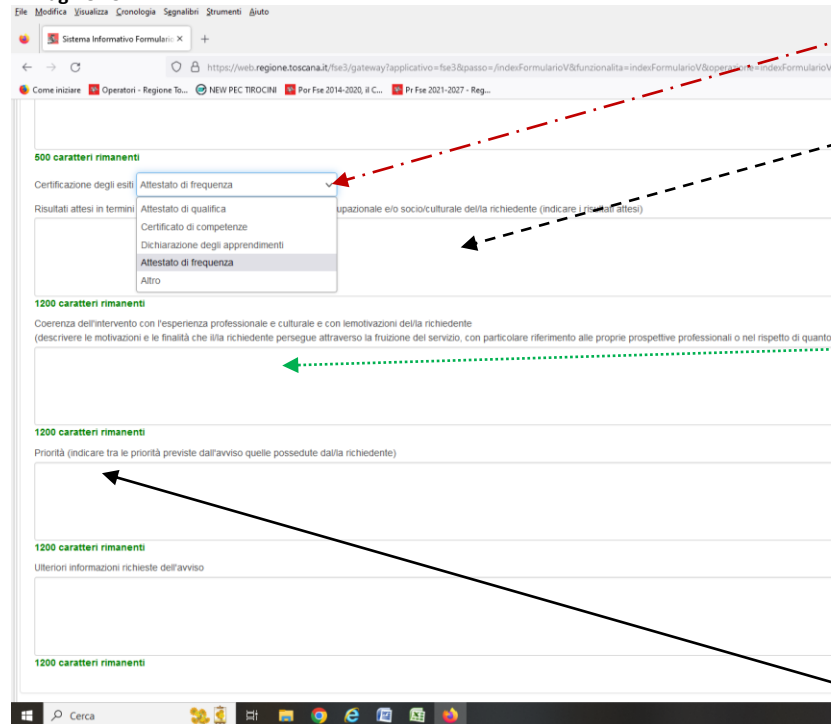 File Modifica Visualizza Cronologia Segnalibri Strumenti Aiuto
Sistema Informativo Formulario × +
https://web.regione.toscana.it/fse3/gateway?applicativo=fse3&passo=/indexFormularioV8&funzionalita=indexFormularioV&operazione=indexFormularioV
Come iniziare Operatori - Regione To... NEW PEC TIROCINI Por Fse 2014-2020, il C... Pr Fse 2021-2027 - Reg...
500 caratteri rimanenti
Certificazione degli esiti Attestato di frequenza
Risultati attesi in termini upazionale e/o socio/culturale del/la richiedente (indicare i risultati attesi)
Attestato di qualifica
Certificato di competenze
Dichiarazione degli apprendimenti
Attestato di frequenza
Altro
1200 caratteri rimanenti
Coerenza dell'intervento con l'esperienza professionale e culturale e con lemotivazioni del/la richiedente
(descrivere le motivazioni e le finalità che il/la richiedente persegue attraverso la fruizione del servizio, con particolare riferimento alle proprie prospettive professionali o nel rispetto di quanto
1200 caratteri rimanenti
Priorità (indicare tra le priorità previste dall'avviso quelle possedute dal/la richiedente)
1200 caratteri rimanenti
Ulteriori informazioni richieste dell'avviso
1200 caratteri rimanenti
Cerca